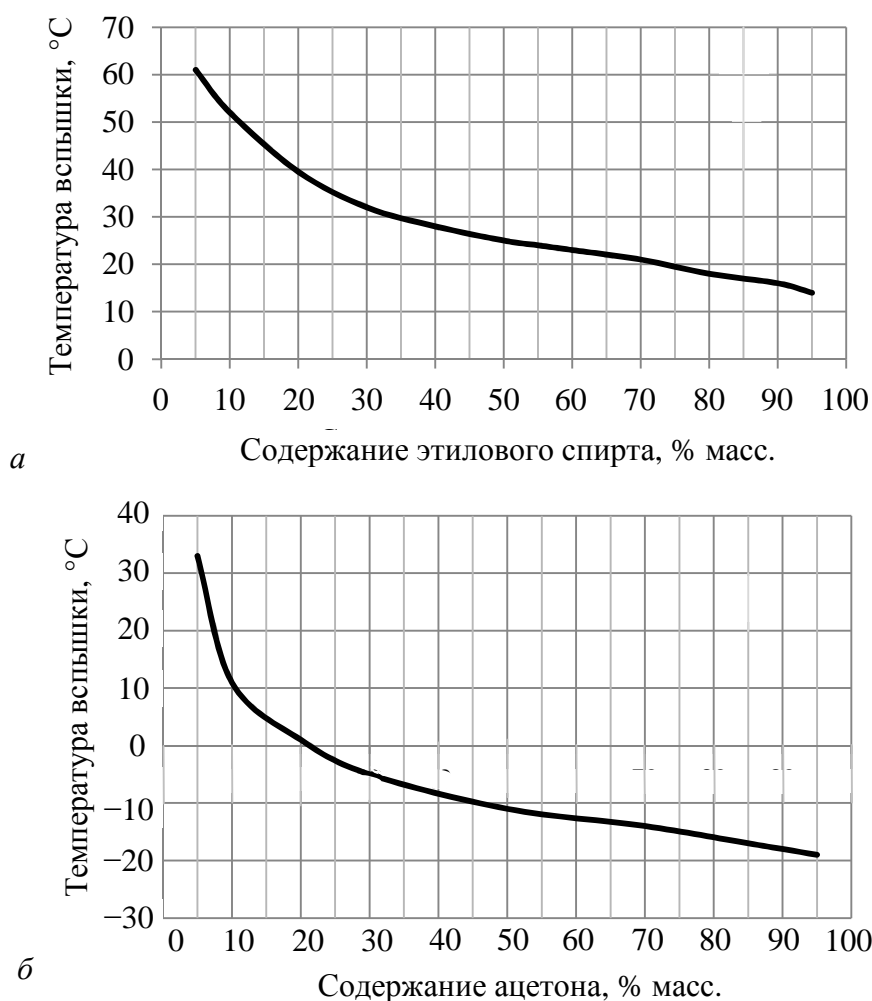 Температура вспышки, °С
70
60
50
40
30
20
10
0
0 10 20 30 40 50 60 70 80 90 100
Содержание этилового спирта, % масс.
а
Температура вспышки, °С
40
30
20
10
0
−10
−20
−30
0 10 20 30 40 50 60 70 80 90 100
Содержание ацетона, % масс.
б